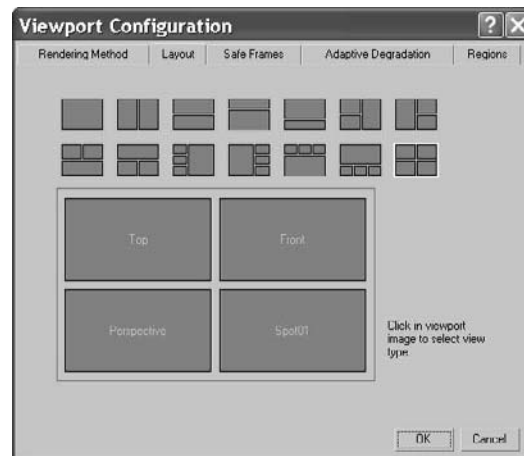 Viewport Configuration
Rendering Method Layout Safe Frames Adaptive Degradation Regions
Top Front
Perspective Spot01
Click in viewport
image to select view
type.
OK Cancel